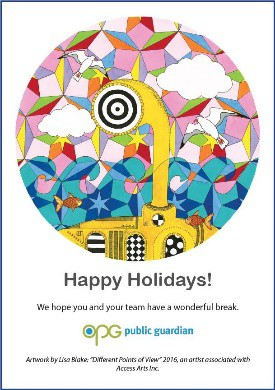 Happy Holidays!
We hope you and your team have a wonderful break.
OPG public guardian
Artwork by Lisa Blake; "Different Points of View" 2016, an artist associated with
Access Arts Inc.